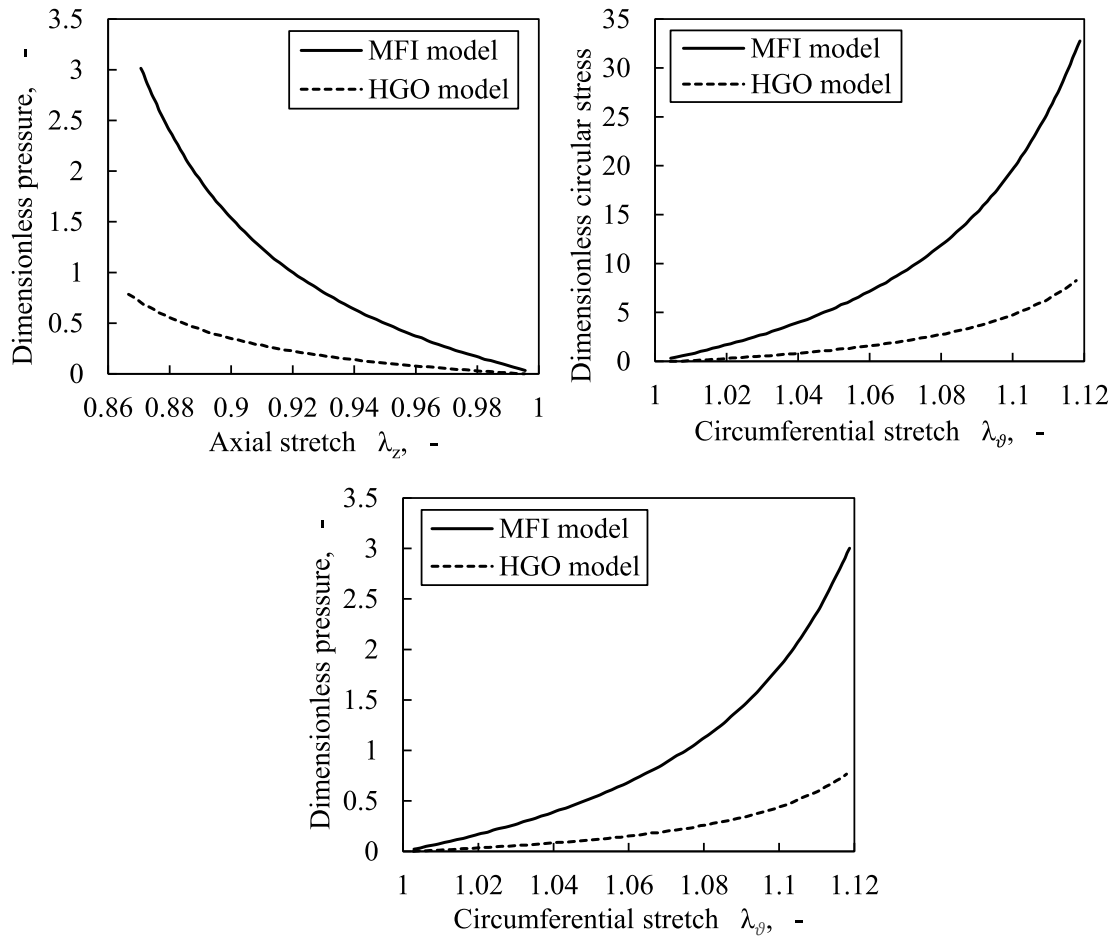 3.5
3
2.5
2
1.5
1
0.5
0
Dimensionless pressure, -
MFI model
HGO model
0.86 0.88 0.9 0.92 0.94 0.96 0.98 1
Axial stretch λz, -
35
30
25
20
15
10
5
0
Dimensionless circular stress
MFI model
HGO model
1 1.02 1.04 1.06 1.08 1.1 1.12
Circumferential stretch λϑ, -
3.5
3
2.5
2
1.5
1
0.5
0
Dimensionless pressure, -
MFI model
HGO model
1 1.02 1.04 1.06 1.08 1.1 1.12
Circumferential stretch λϑ, -